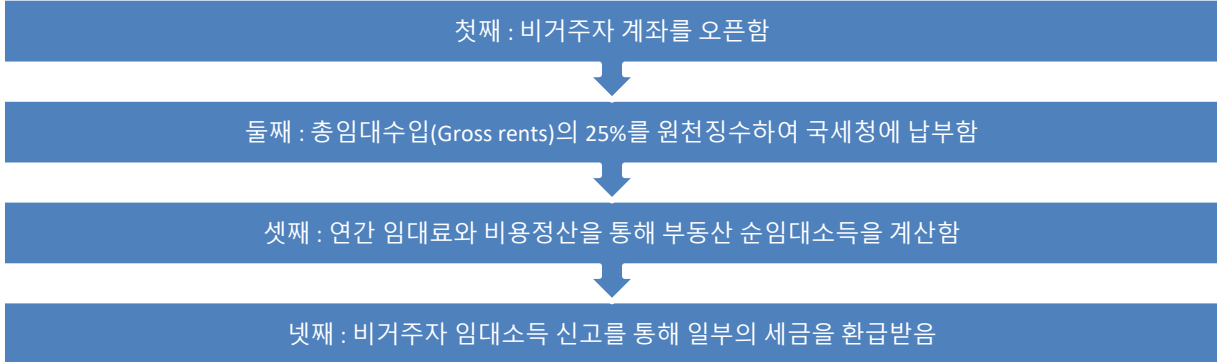 첫째 : 비거주자 계좌를 오픈함
둘째 : 총임대수입(Gross rents)의 25%를 원천징수하여 국세청에 납부함
셋째 : 연간 임대료와 비용정산을 통해 부동산 순임대소득을 계산함
넷째 : 비거주자 임대소득 신고를 통해 일부의 세금을 환급받음